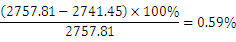 (2757.81 − 2741.45) × 100%
2757.81
= 0.59%